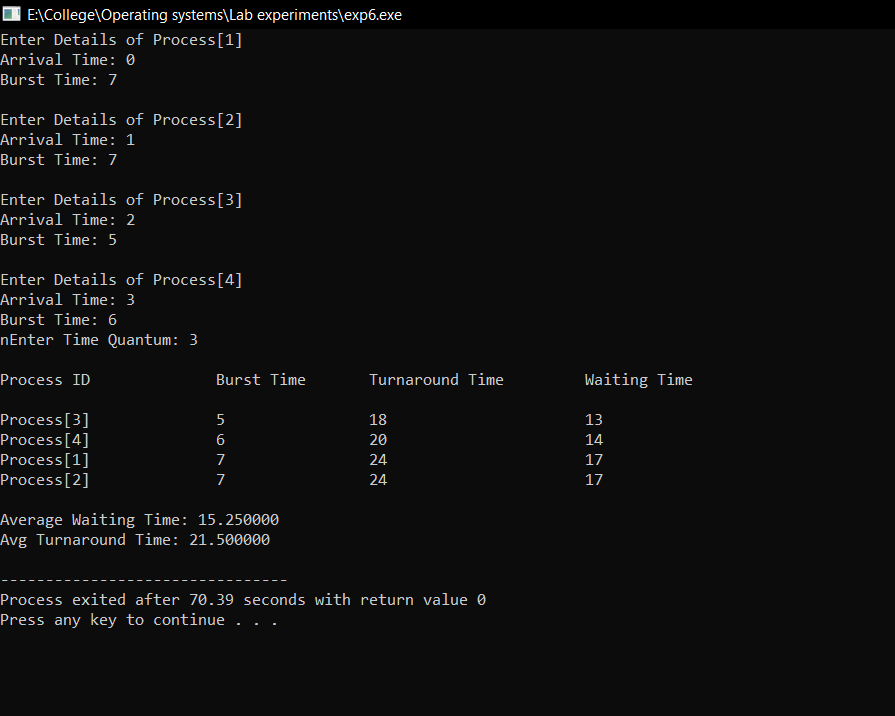 E:\College\Operating systems\Lab experiments\exp6.exe
Enter Details of Process[1]
Arrival Time: 0
Burst Time: 7
Enter Details of Process[2]
Arrival Time: 1
Burst Time: 7
Enter Details of Process[3]
Arrival Time: 2
Burst Time: 5
Enter Details of Process[4]
Arrival Time: 3
Burst Time: 6
nEnter Time Quantum: 3
Process ID Burst Time Turnaround Time Waiting Time
Process[3] 5 18 13
Process[4] 6 20 14
Process[1] 7 24 17
Process[2] 7 24 17
Average Waiting Time: 15.250000
Avg Turnaround Time: 21.500000
--------------------------------
Process exited after 70.39 seconds with return value 0
Press any key to continue . . .